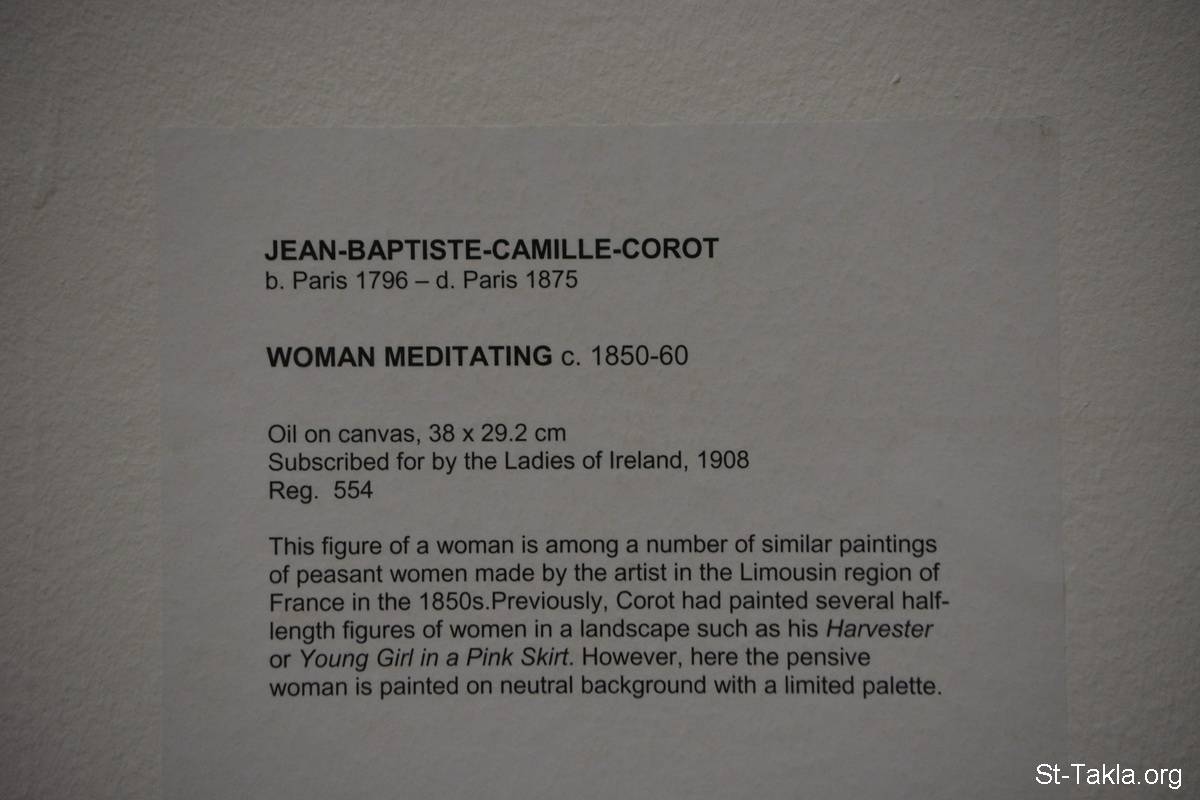 JEAN-BAPTISTE-CAMILLE-COROT
b. Paris 1796 – d. Paris 1875
WOMAN MEDITATING c. 1850-60
Oil on canvas, 38 x 29.2 cm
Subscribed for by the Ladies of Ireland, 1908
Reg.  554
This figure of a woman is among a number of similar paintings
of peasant women made by the artist in the Limousin region of
France in the 1850s.Previously, Corot had painted several half-
length figures of women in a landscape such as his Harvester
or Young Girl in a Pink Skirt. However, here the pensive
woman is painted on neutral background with a limited palette.
St-Takla.org